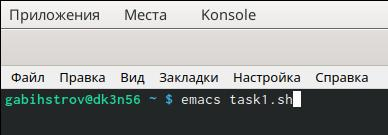 Приложения Места Konsole
Файл Правка Вид Закладки Настройка Справка
gabihstrov@dk3n56 ~ $ emacs task1.sh